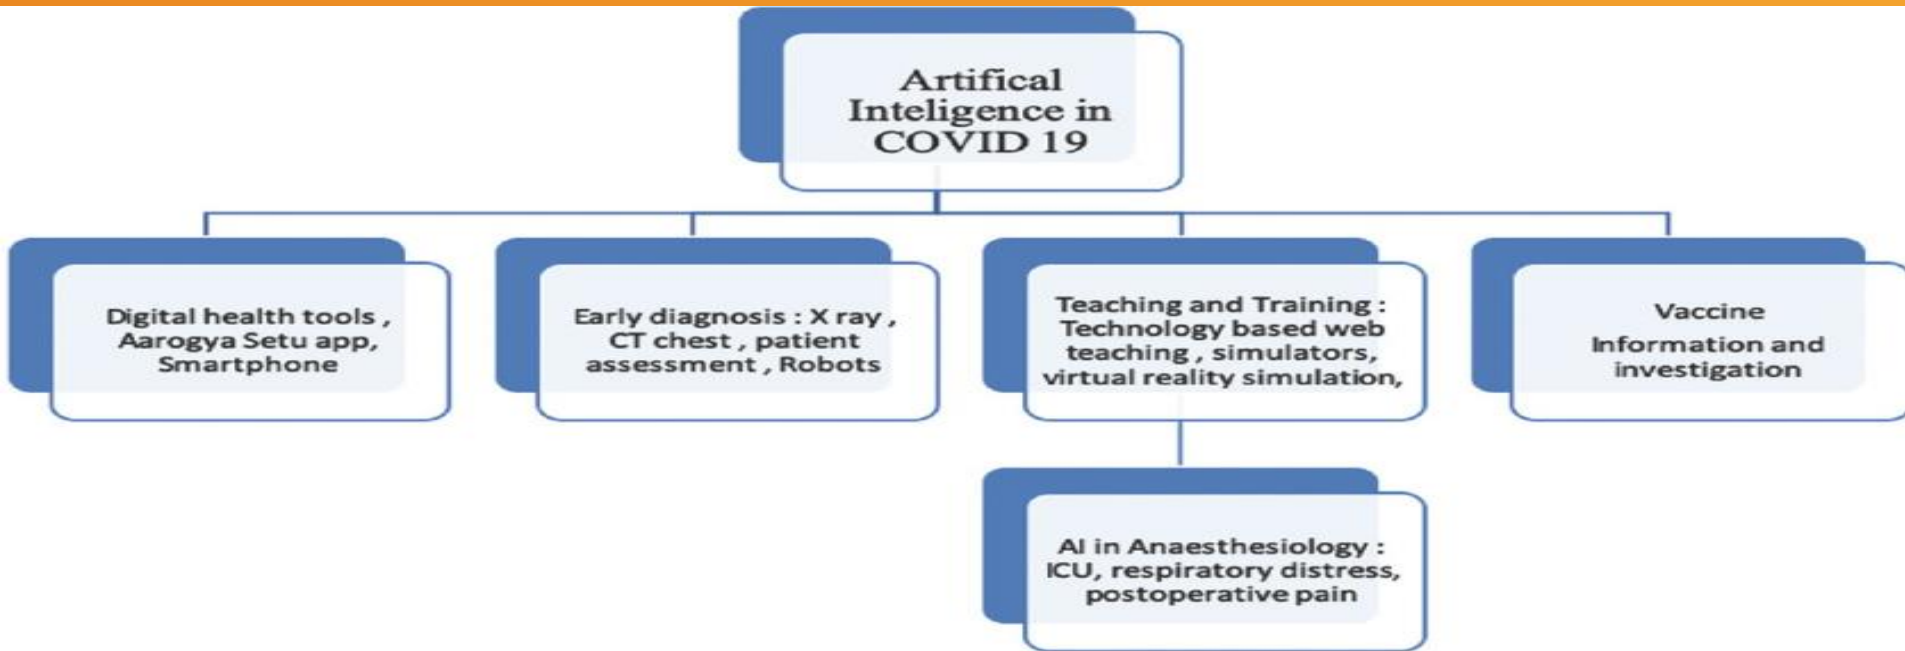 Artifical
Inteligence in
COVID 19
Digital health tools ,
Aarogya Setu app,
Smartphone
Early diagnosis : X ray ,
CT chest , patient
assessment , Robots
Teaching and Training :
Technology based web
teaching , simulators,
virtual reality simulation,
Vaccine
Information and
investigation
AI in Anaesthesiology :
ICU, respiratory distress,
postoperative pain